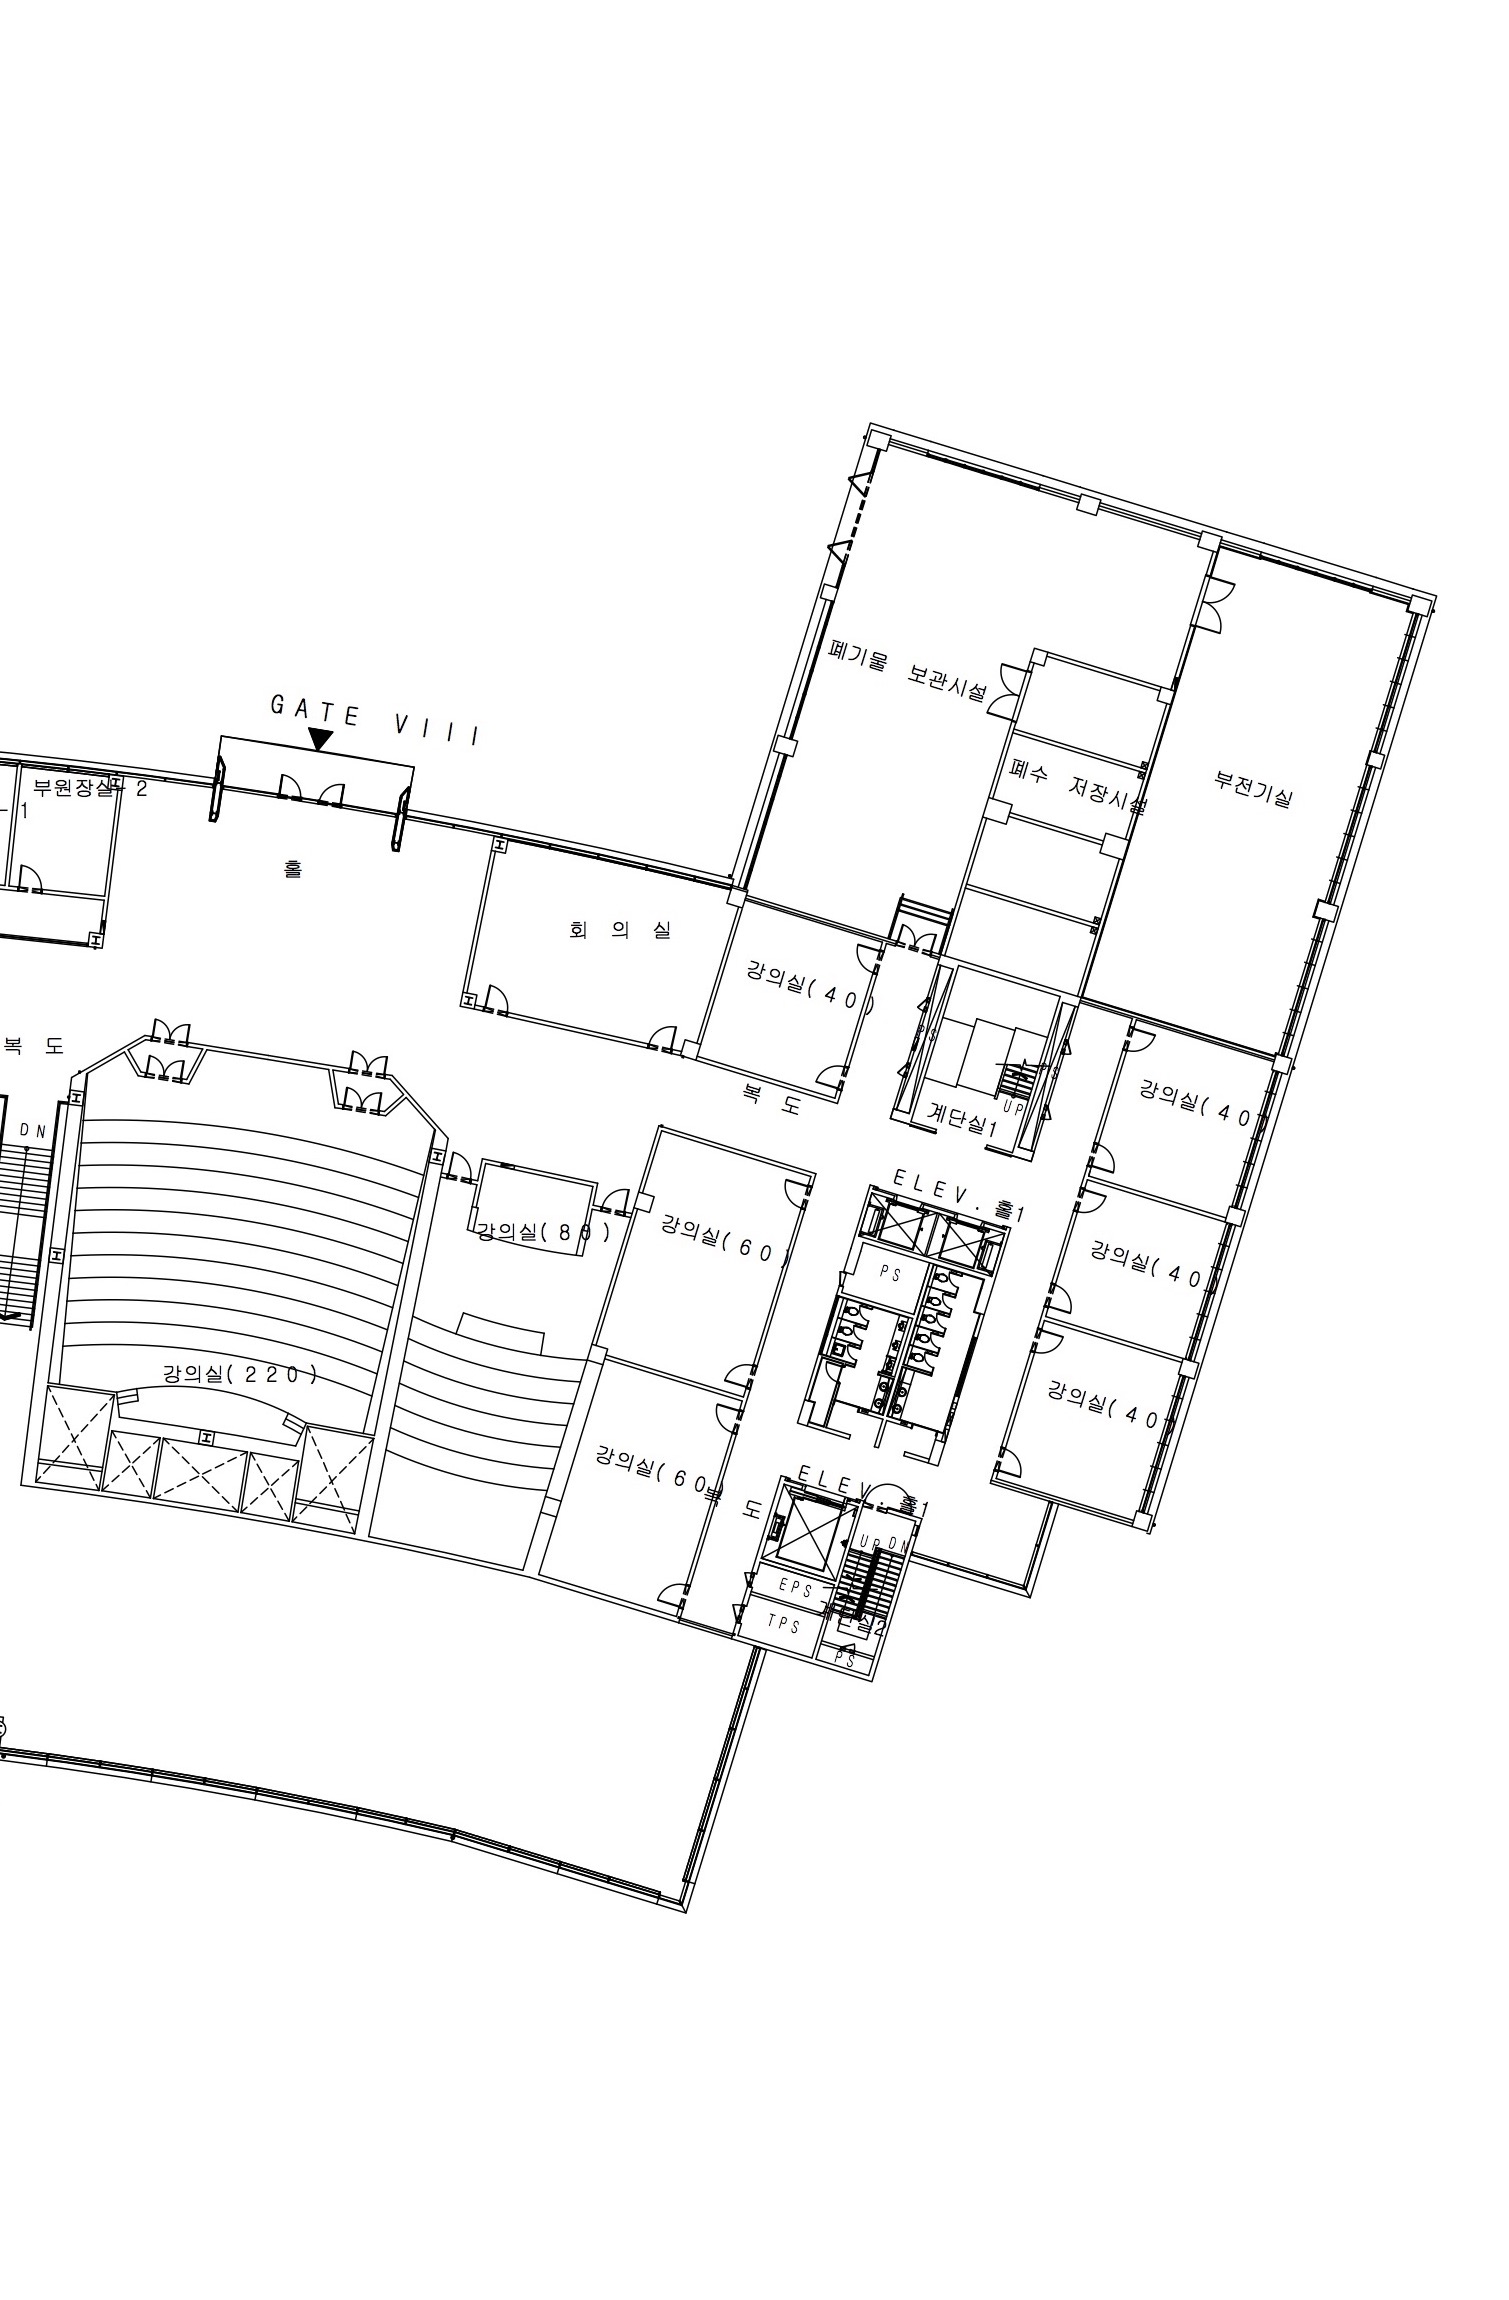 GATE VIII
폐기물 보관시설
폐수 저장시설
부전기실
부원장실-2
-1
홀
회 의 실
강의실(40)
PS
PS
UP
계단실1
복 도
복 도
DN
강의실(40)
ELEV. 홀1
강의실(80)
강의실(60)
강의실(40)
PS
강의실(220)
강의실(40)
강의실(60)
복 도
ELEV. 홀1
UP DN
EPS
TPS
PS